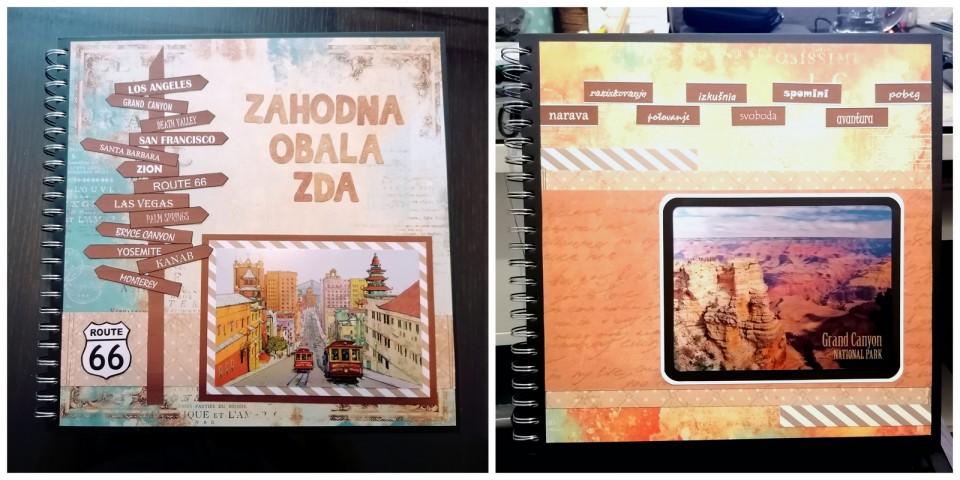 LOS ANGELES
GRAND CANYON
DEATH VALLEY
SAN FRANCISCO
SANTA BARBARA
ZION
ROUTE 66
LAS VEGAS
PALM SPRINGS
BRYCE CANYON
YOSEMITE
KANAB
MONTEREY
ZAHODNA
OBALA
ZDA
ROUTE
66
raziskovanje izkušnja spomini pobeg
narava potovanje svoboda avantura
Grand Canyon
NATIONAL PARK